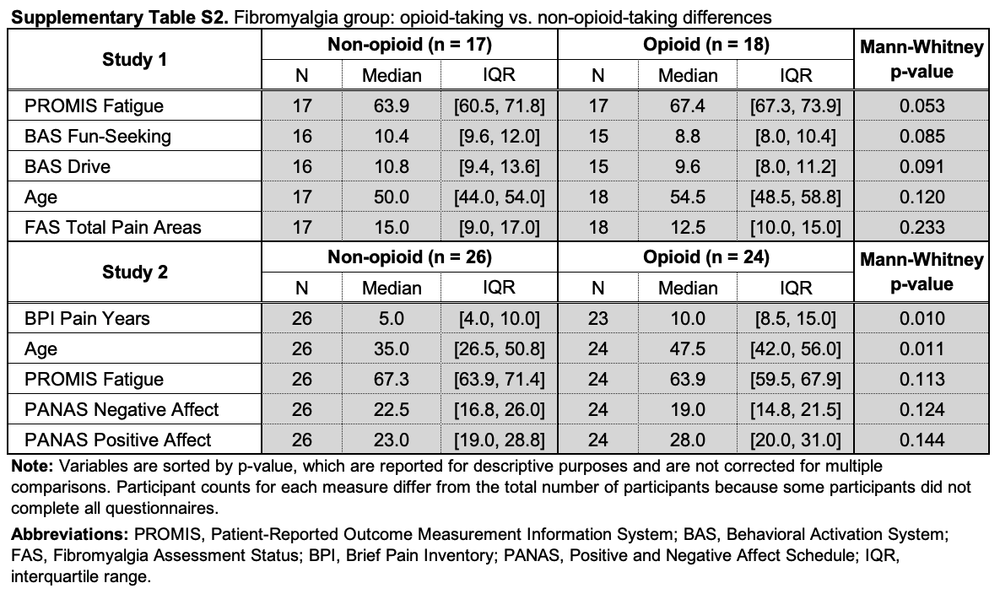 Supplementary Table S2. Fibromyalgia group: opioid-taking vs. non-opioid-taking differences
Study 1 Non-opioid (n = 17) Opioid (n = 18) Mann-Whitney p-value
N Median IQR N Median IQR
PROMIS Fatigue 17 63.9 [60.5, 71.8] 17 67.4 [67.3, 73.9] 0.053
BAS Fun-Seeking 16 10.4 [9.6, 12.0] 15 8.8 [8.0, 10.4] 0.085
BAS Drive 16 10.8 [9.4, 13.6] 15 9.6 [8.0, 11.2] 0.091
Age 17 50.0 [44.0, 54.0] 18 54.5 [48.5, 58.8] 0.120
FAS Total Pain Areas 17 15.0 [9.0, 17.0] 18 12.5 [10.0, 15.0] 0.233
Study 2 Non-opioid (n = 26) Opioid (n = 24) Mann-Whitney p-value
N Median IQR N Median IQR
BPI Pain Years 26 5.0 [4.0, 10.0] 23 10.0 [8.5, 15.0] 0.010
Age 26 35.0 [26.5, 50.8] 24 47.5 [42.0, 56.0] 0.011
PROMIS Fatigue 26 67.3 [63.9, 71.4] 24 63.9 [59.5, 67.9] 0.113
PANAS Negative Affect 26 22.5 [16.8, 26.0] 24 19.0 [14.8, 21.5] 0.124
PANAS Positive Affect 26 23.0 [19.0, 28.8] 24 28.0 [20.0, 31.0] 0.144
Note: Variables are sorted by p-value, which are reported for descriptive purposes and are not corrected for multiple
comparisons. Participant counts for each measure differ from the total number of participants because some participants did not
complete all questionnaires.
Abbreviations: PROMIS, Patient-Reported Outcome Measurement Information System; BAS, Behavioral Activation System;
FAS, Fibromyalgia Assessment Status; BPI, Brief Pain Inventory; PANAS, Positive and Negative Affect Schedule; IQR,
interquartile range.